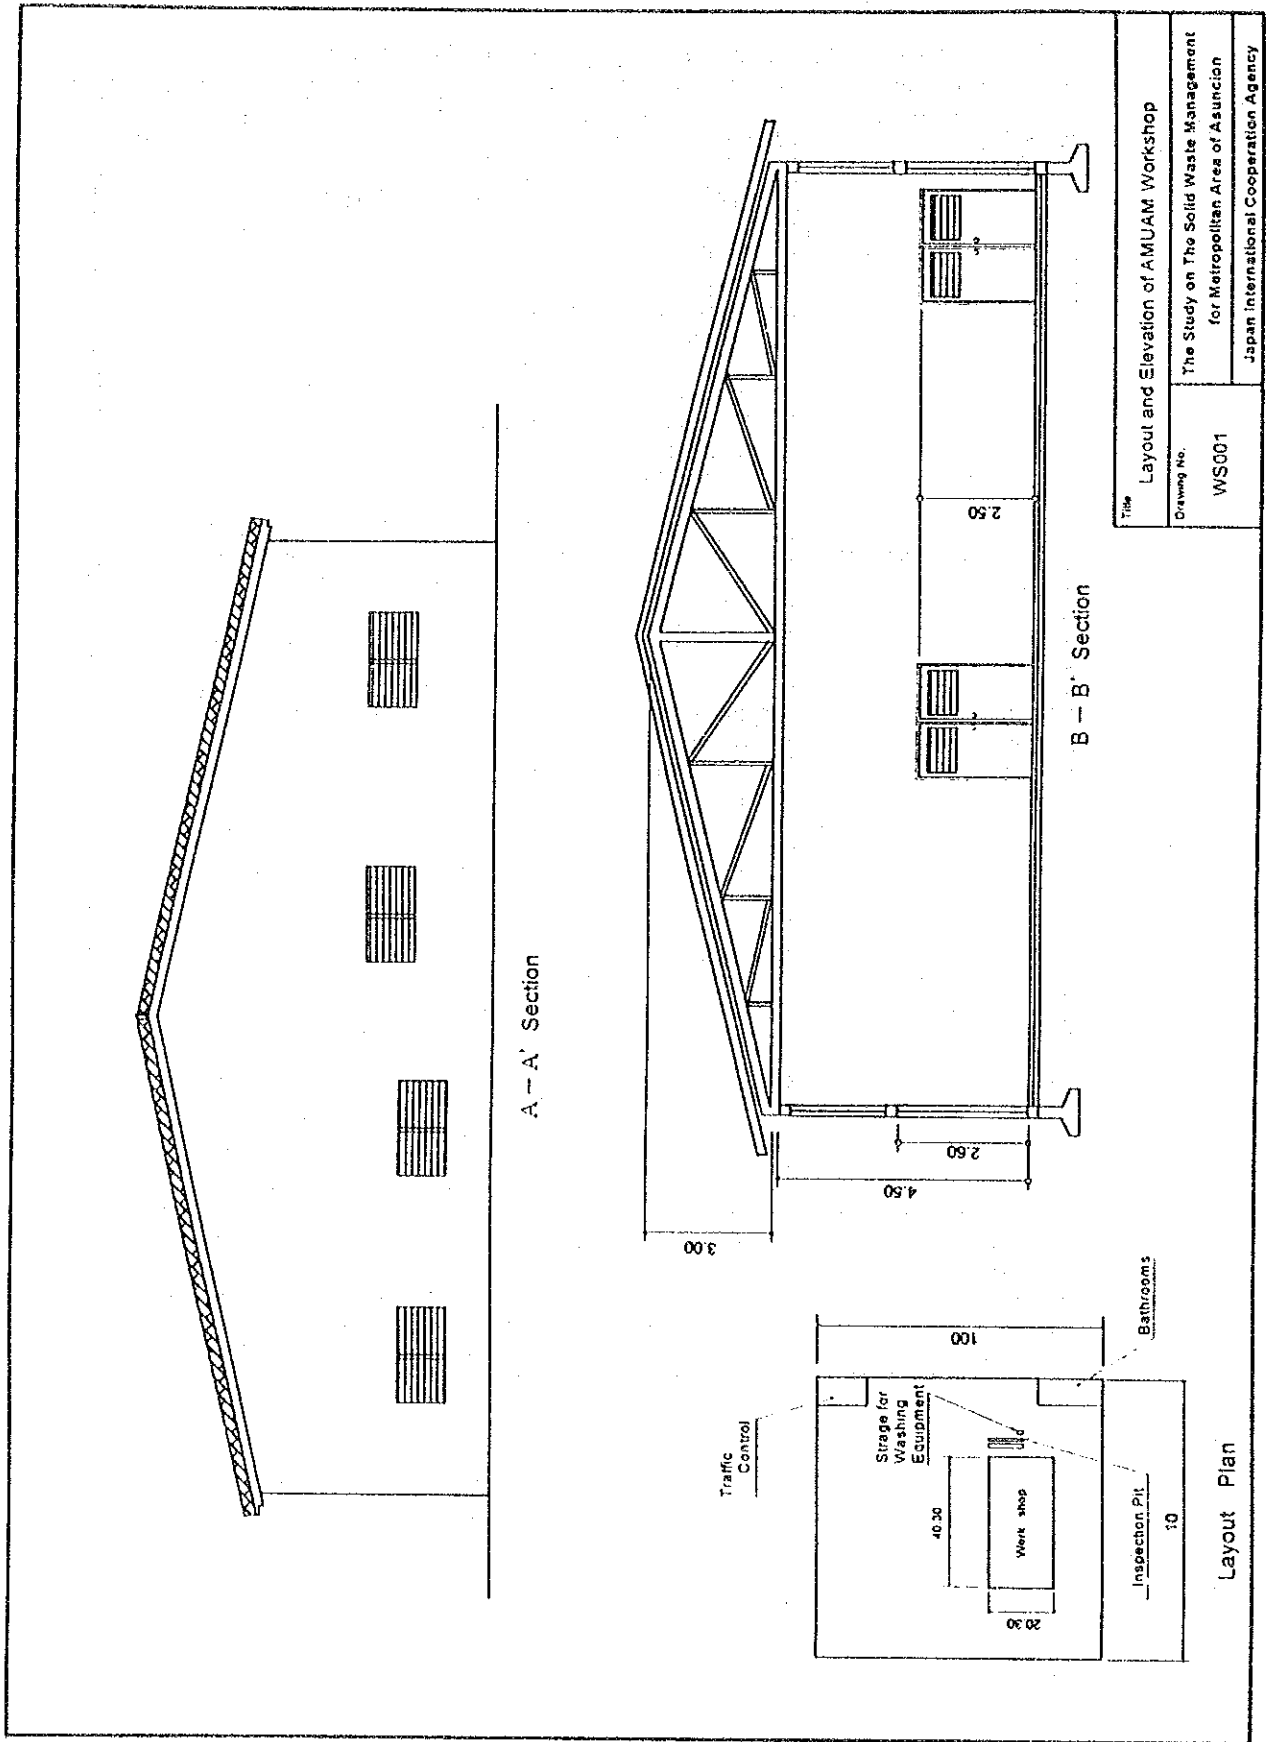 A – A' Section
3.00
4.50
2.60
2.50
B – B' Section
Traffic
Control
Strage for
Washing
Equipment
40.30
20.30
Work shop
100
Inspection Pit
Bathrooms
10
Layout Plan
Title
Layout and Elevation of AMUAM Workshop
Drawing No.
WS001
The Study on The Solid Waste Management
for Metropolitan Area of Asuncion
Japan International Cooperation Agency